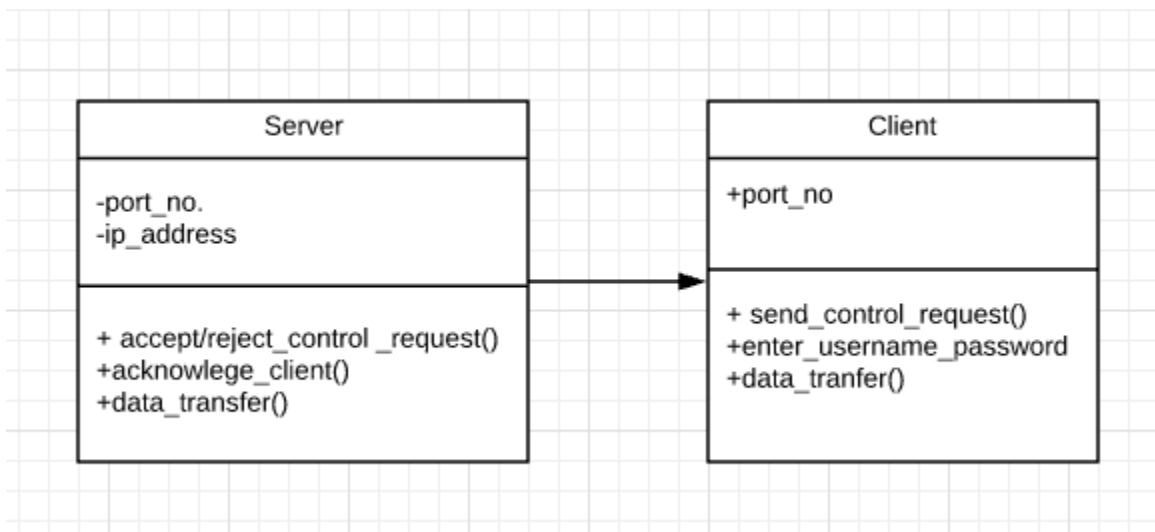 Server
-port_no.
-ip_address
+ accept/reject_control _request()
+acknowlege_client()
+data_transfer()
Client
+port_no
+ send_control_request()
+enter_username_password
+data_tranfer()